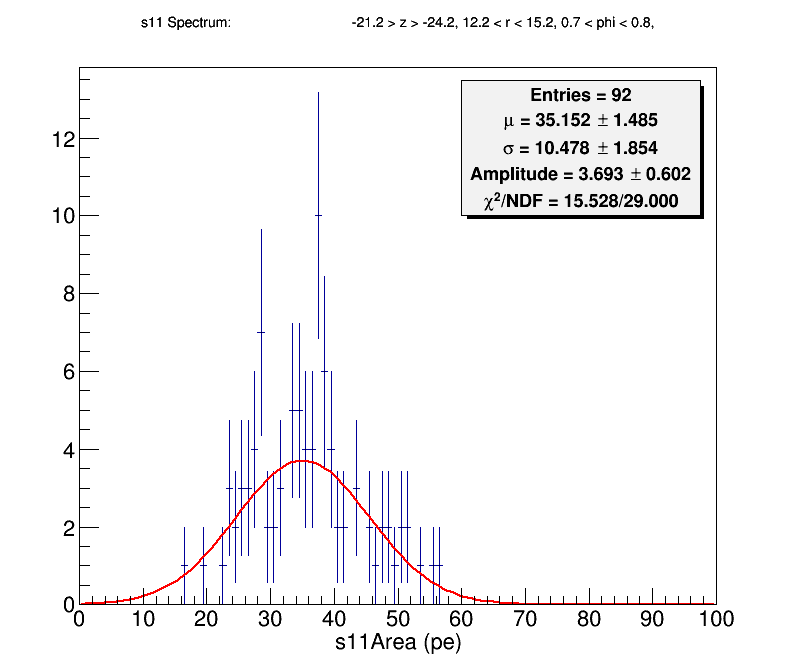 s11 Spectrum: -21.2 > z > -24.2, 12.2 < r < 15.2, 0.7 < phi < 0.8,
Entries = 92
μ = 35.152 ± 1.485
σ = 10.478 ± 1.854
Amplitude = 3.693 ± 0.602
χ²/NDF = 15.528/29.000
12
10
8
6
4
2
0
0 10 20 30 40 50 60 70 80 90 100
s11Area (pe)